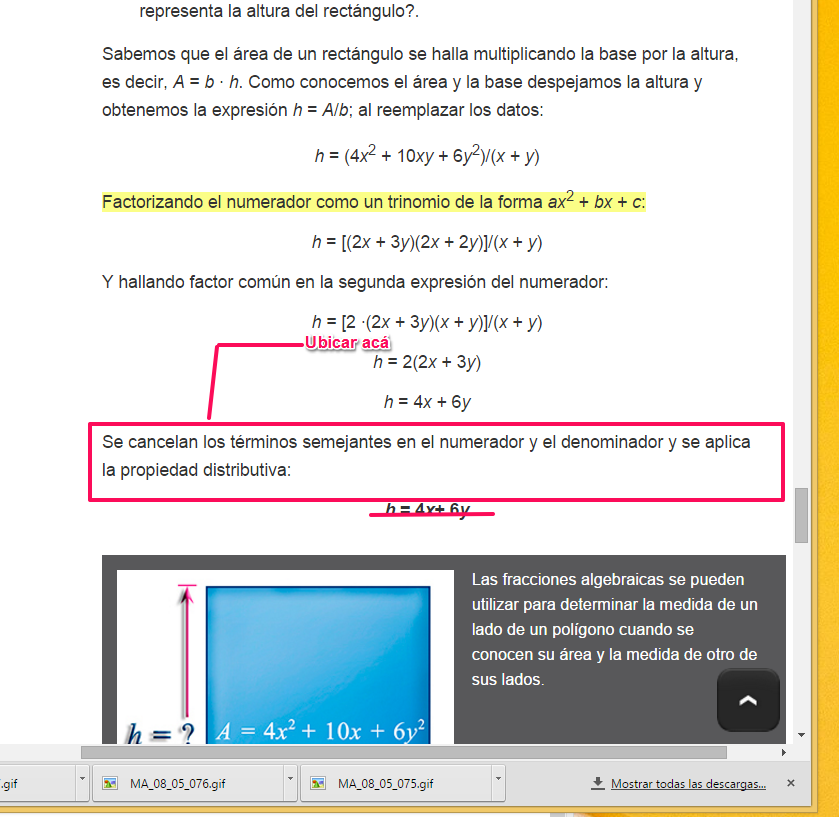 representa la altura del rectángulo?.
Sabemos que el área de un rectángulo se halla multiplicando la base por la altura,
es decir, A = b · h. Como conocemos el área y la base despejamos la altura y
obtenemos la expresión h = A/b; al reemplazar los datos:
h = (4x² + 10xy + 6y²)/(x + y)
Factorizando el numerador como un trinomio de la forma ax² + bx + c:
h = [(2x + 3y)(2x + 2y)]/(x + y)
Y hallando factor común en la segunda expresión del numerador:
h = [2 ·(2x + 3y)(x + y)]/(x + y)
Ubicar acá
h = 2(2x + 3y)
h = 4x + 6y
Se cancelan los términos semejantes en el numerador y el denominador y se aplica
la propiedad distributiva:
h = 4x+ 6y
Las fracciones algebraicas se pueden
utilizar para determinar la medida de un
lado de un polígono cuando se
conocen su área y la medida de otro de
sus lados.
h = ? A = 4x² + 10x + 6y²
.gif MA_08_05_076.gif MA_08_05_075.gif Mostrar todas las descargas...